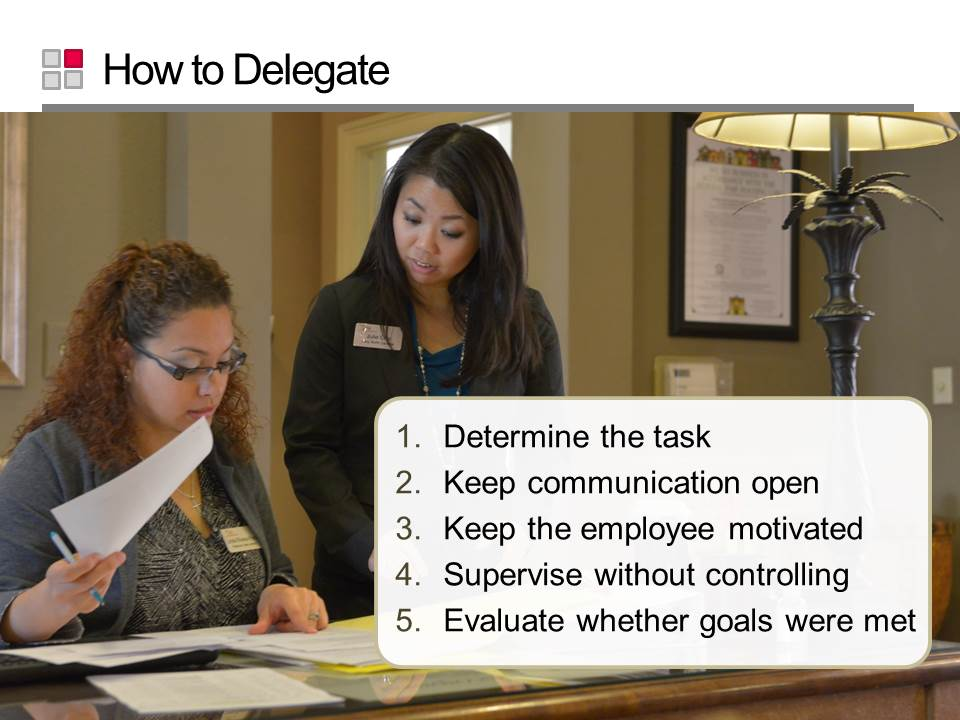 How to Delegate
1. Determine the task
2. Keep communication open
3. Keep the employee motivated
4. Supervise without controlling
5. Evaluate whether goals were met